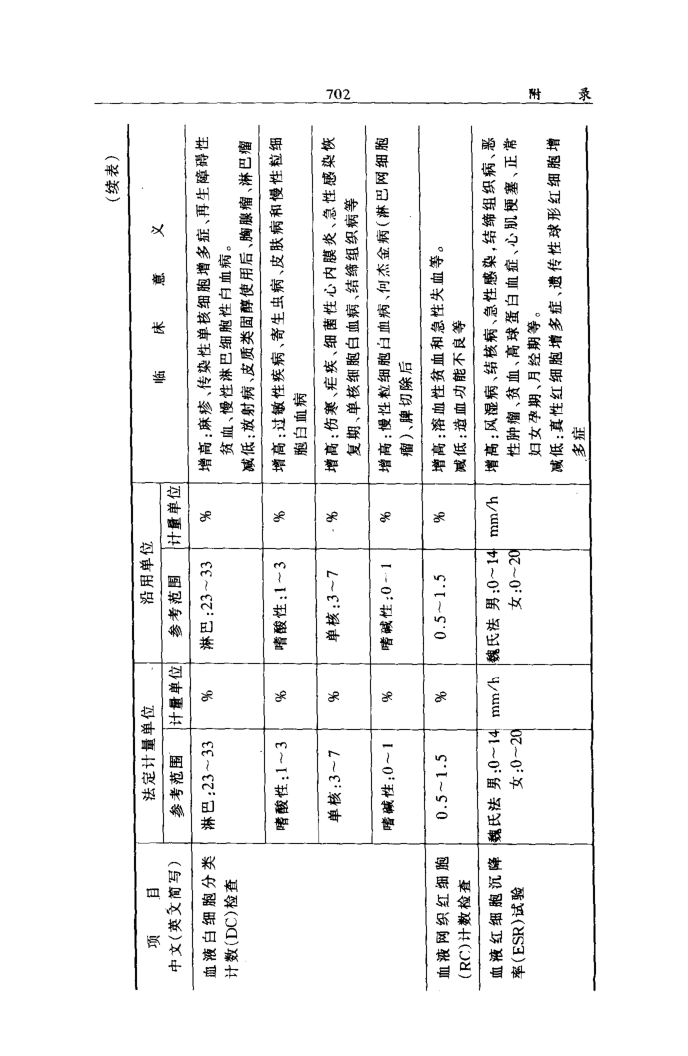 702
附 录
(续表)
项 目
中文(英文简写)
法定计量单位
沿用单位
临 床 意 义
参考范围
计量单位
参考范围
计量单位
血液白细胞分类
计数(DC)检查
淋巴:23~33
%
淋巴:23~33
%
增高:麻疹、传染性单核细胞增多症、再生障碍性
贫血、慢性淋巴细胞性白血病。
减低:放射病、皮质类固醇使用后、胸腺瘤、淋巴瘤
嗜酸性:1~3
%
嗜酸性:1~3
%
增高:过敏性疾病、寄生虫病、皮肤病和慢性粒细
胞白血病
单核:3~7
%
单核:3~7
%
增高:伤寒、疟疾、细菌性心内膜炎、急性感染恢
复期、单核细胞白血病、结缔组织病等
嗜碱性:0~1
%
嗜碱性:0-1
%
增高:慢性粒细胞白血病、何杰金病(淋巴网细胞
瘤)、脾切除后
血液网织红细胞
(RC)计数检查
0.5~1.5
%
0.5~1.5
%
增高:溶血性贫血和急性失血等。
减低:造血功能不良等
血液红细胞沉降
率(ESR)试验
魏氏法 男:0~14
女:0~20
mm/h
魏氏法 男:0~14
女:0~20
mm/h
增高:风湿病、结核病、急性感染,结缔组织病、恶
性肿瘤、贫血、高球蛋白血症、心肌梗塞、正常
妇女孕期、月经期等。
减低:真性红细胞增多症、遗传性球形红细胞增
多症